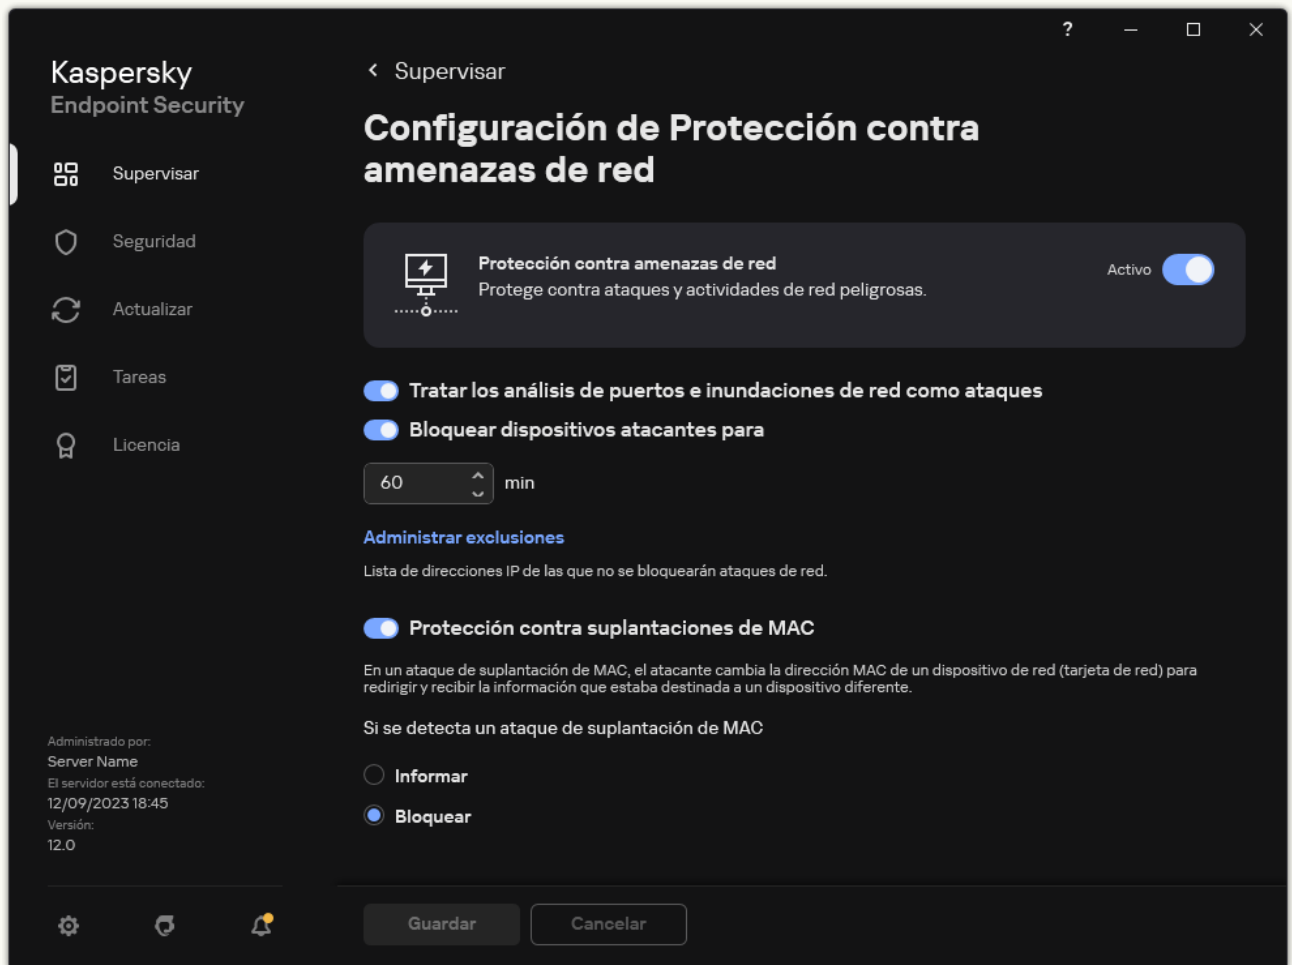 ?
Kaspersky
Endpoint Security
Supervisar
Seguridad
Actualizar
Tareas
Licencia
Administrado por:
Server Name
El servidor está conectado:
12/09/2023 18:45
Versión:
12.0
Supervisar
Configuración de Protección contra
amenazas de red
Protección contra amenazas de red
Protege contra ataques y actividades de red peligrosas.
Activo
Tratar los análisis de puertos e inundaciones de red como ataques
Bloquear dispositivos atacantes para
60 min
Administrar exclusiones
Lista de direcciones IP de las que no se bloquearán ataques de red.
Protección contra suplantaciones de MAC
En un ataque de suplantación de MAC, el atacante cambia la dirección MAC de un dispositivo de red (tarjeta de red) para
redirigir y recibir la información que estaba destinada a un dispositivo diferente.
Si se detecta un ataque de suplantación de MAC
Informar
Bloquear
Guardar
Cancelar